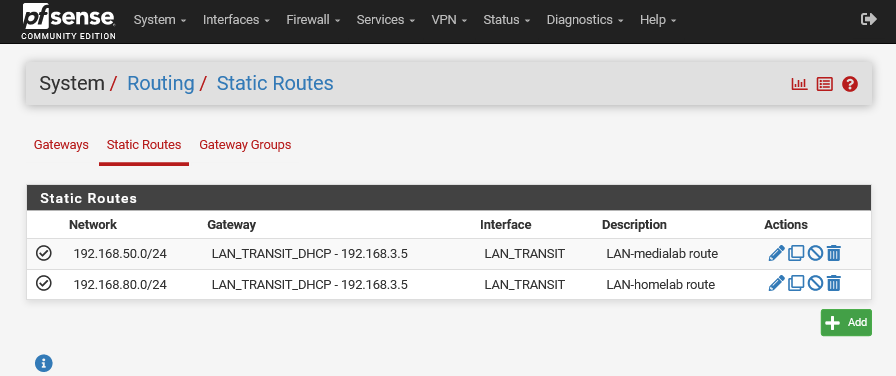 pfsense COMMUNITY EDITION System Interfaces Firewall Services VPN Status Diagnostics Help
System / Routing / Static Routes
Gateways Static Routes Gateway Groups
Static Routes
Network Gateway Interface Description Actions
192.168.50.0/24 LAN_TRANSIT_DHCP - 192.168.3.5 LAN_TRANSIT LAN-medialab route
192.168.80.0/24 LAN_TRANSIT_DHCP - 192.168.3.5 LAN_TRANSIT LAN-homelab route
Add